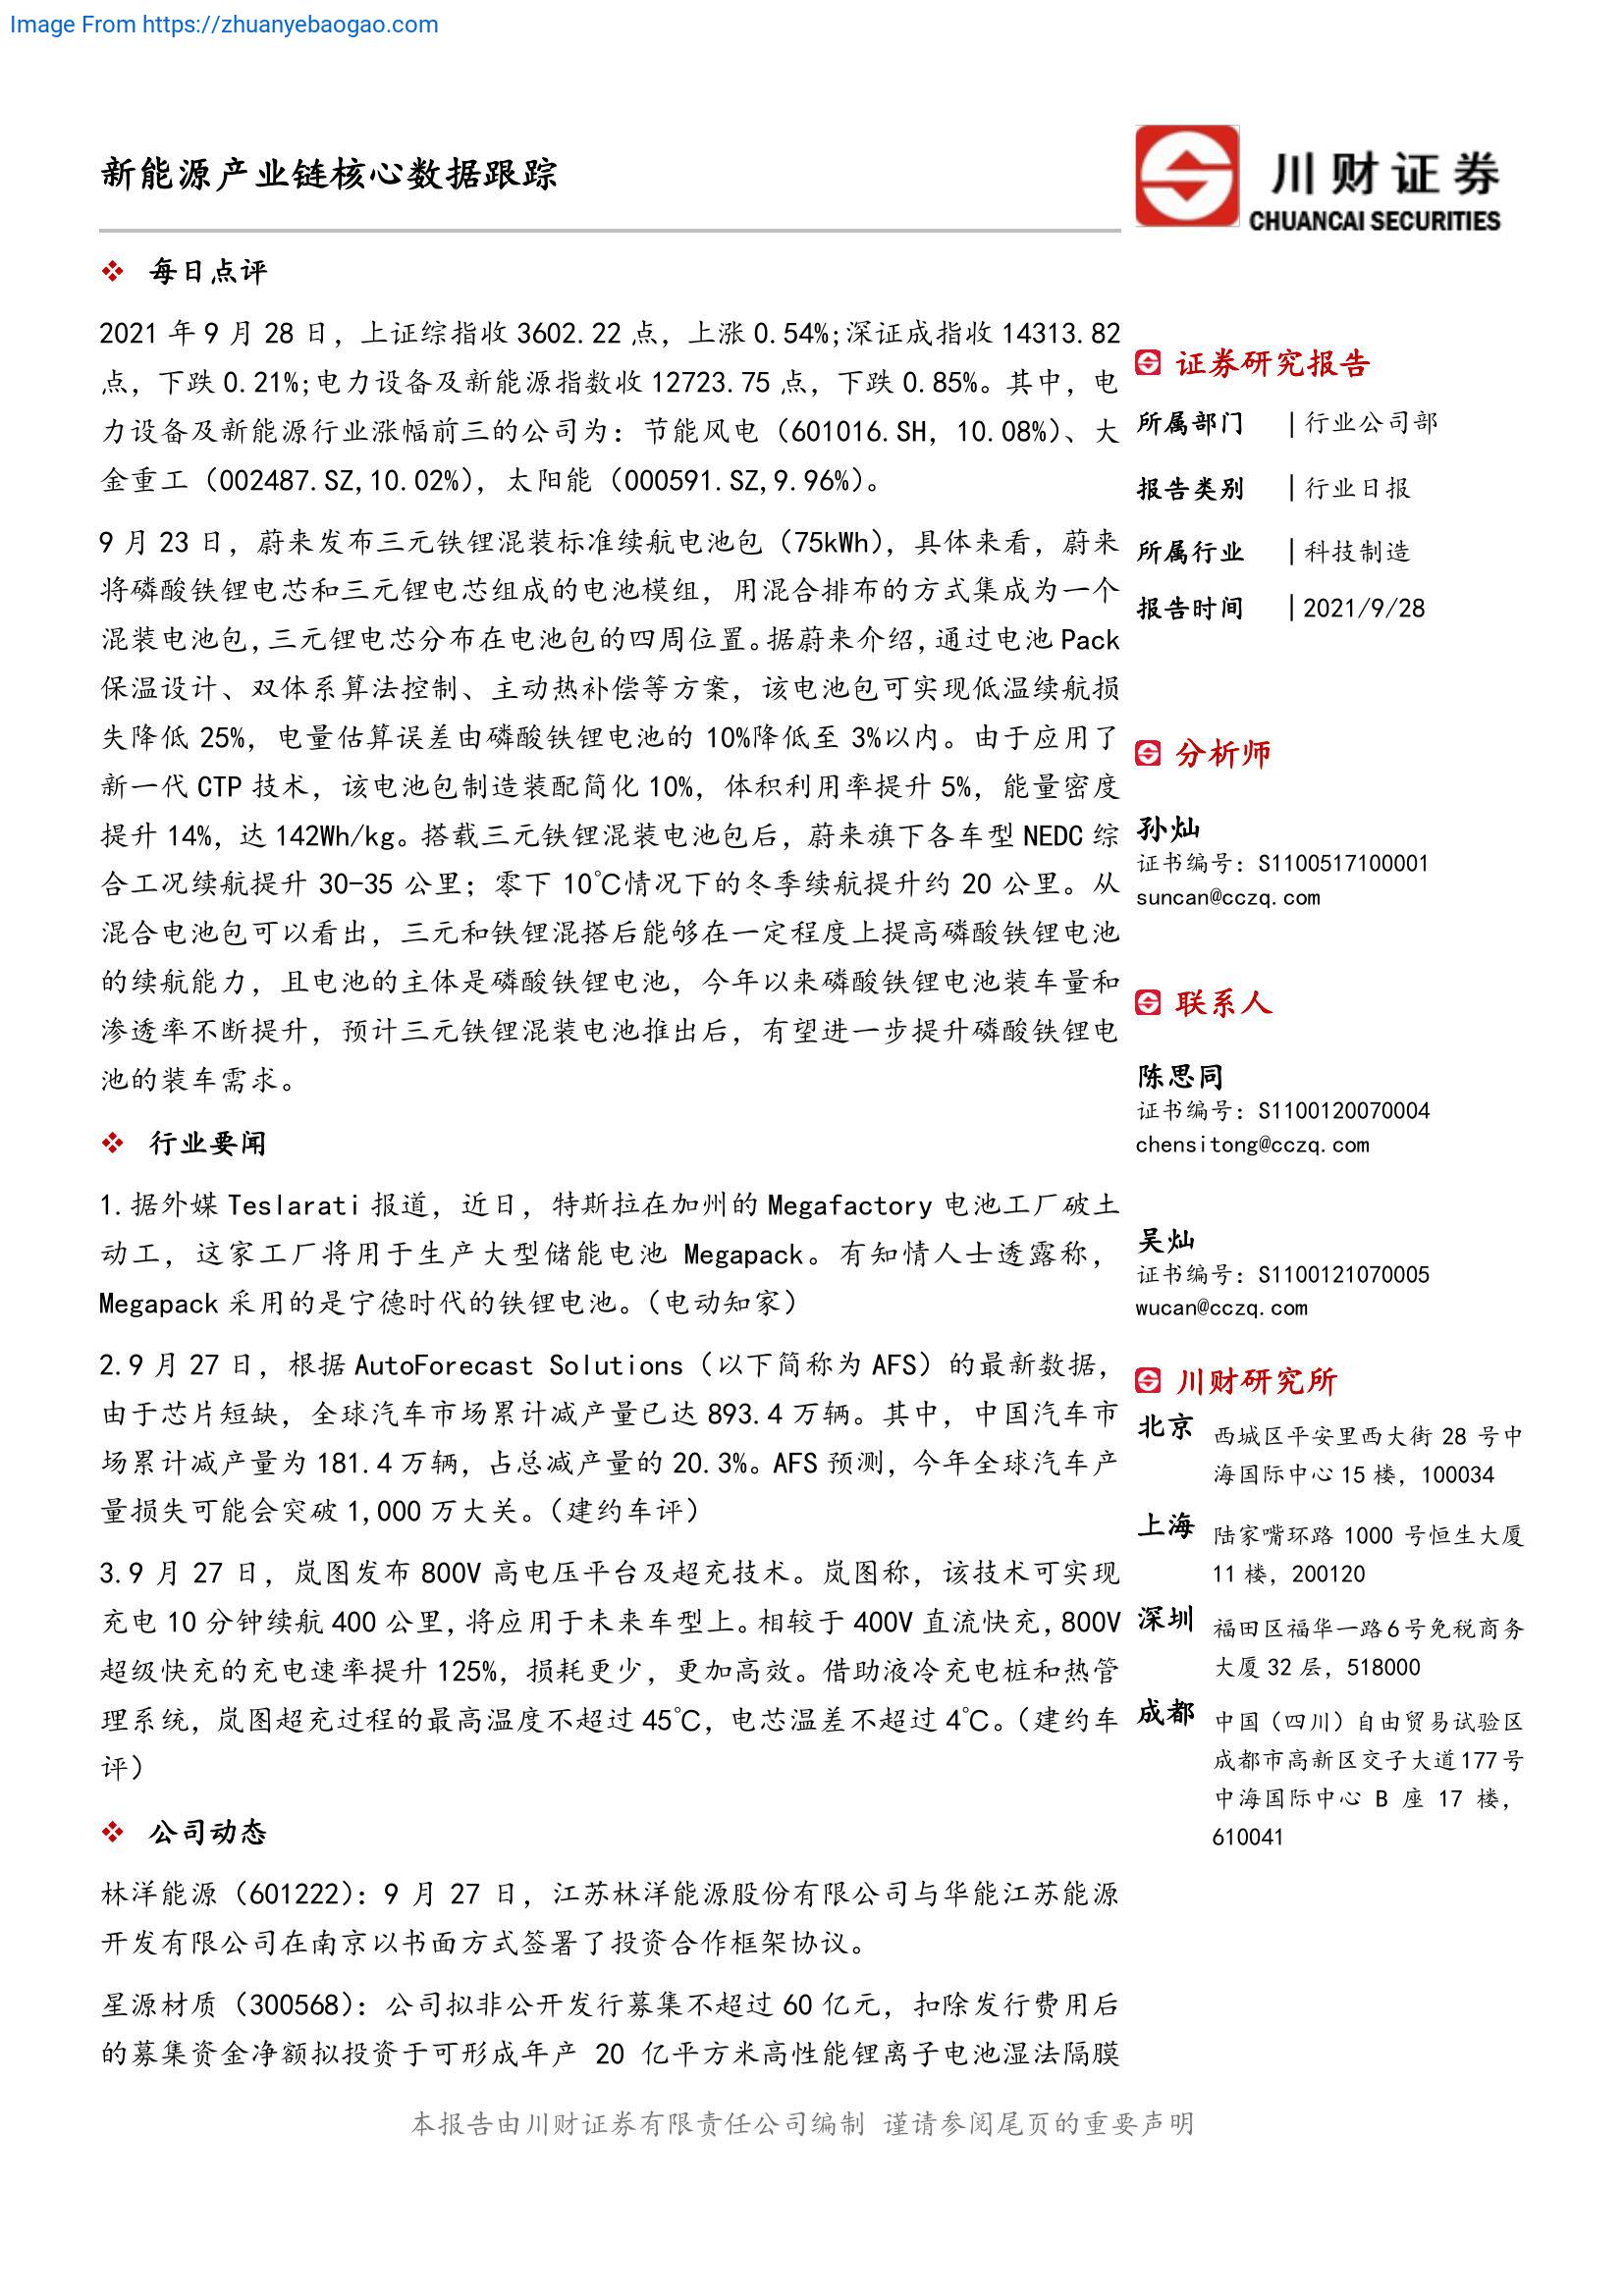 Image From https://zhuanyebaogao.com
新能源产业链核心数据跟踪
川财证券
CHUANCAI SECURITIES
每日点评
2021 年 9 月 28 日，上证综指收 3602.22 点，上涨 0.54%;深证成指收 14313.82
点，下跌 0.21%;电力设备及新能源指数收 12723.75 点，下跌 0.85%。其中，电
力设备及新能源行业涨幅前三的公司为：节能风电（601016.SH，10.08%）、大
金重工（002487.SZ,10.02%），太阳能（000591.SZ,9.96%）。
9 月 23 日，蔚来发布三元铁锂混装标准续航电池包（75kWh），具体来看，蔚来
将磷酸铁锂电芯和三元锂电芯组成的电池模组，用混合排布的方式集成为一个
混装电池包，三元锂电芯分布在电池包的四周位置。据蔚来介绍，通过电池 Pack
保温设计、双体系算法控制、主动热补偿等方案，该电池包可实现低温续航损
失降低 25%，电量估算误差由磷酸铁锂电池的 10%降低至 3%以内。由于应用了
新一代 CTP 技术，该电池包制造装配简化 10%，体积利用率提升 5%，能量密度
提升 14%，达 142Wh/kg。搭载三元铁锂混装电池包后，蔚来旗下各车型 NEDC 综
合工况续航提升 30-35 公里；零下 10℃情况下的冬季续航提升约 20 公里。从
混合电池包可以看出，三元和铁锂混搭后能够在一定程度上提高磷酸铁锂电池
的续航能力，且电池的主体是磷酸铁锂电池，今年以来磷酸铁锂电池装车量和
渗透率不断提升，预计三元铁锂混装电池推出后，有望进一步提升磷酸铁锂电
池的装车需求。
行业要闻
1.据外媒 Teslarati 报道，近日，特斯拉在加州的 Megafactory 电池工厂破土
动工，这家工厂将用于生产大型储能电池 Megapack。有知情人士透露称，
Megapack 采用的是宁德时代的铁锂电池。（电动知家）
2.9 月 27 日，根据 AutoForecast Solutions（以下简称为 AFS）的最新数据，
由于芯片短缺，全球汽车市场累计减产量已达 893.4 万辆。其中，中国汽车市
场累计减产量为 181.4 万辆，占总减产量的 20.3%。AFS 预测，今年全球汽车产
量损失可能会突破 1,000 万大关。（建约车评）
3.9 月 27 日，岚图发布 800V 高电压平台及超充技术。岚图称，该技术可实现
充电 10 分钟续航 400 公里，将应用于未来车型上。相较于 400V 直流快充，800V
超级快充的充电速率提升 125%，损耗更少，更加高效。借助液冷充电桩和热管
理系统，岚图超充过程的最高温度不超过 45℃，电芯温差不超过 4℃。（建约车
评）
公司动态
林洋能源（601222）：9 月 27 日，江苏林洋能源股份有限公司与华能江苏能源
开发有限公司在南京以书面方式签署了投资合作框架协议。
星源材质（300568）：公司拟非公开发行募集不超过 60 亿元，扣除发行费用后
的募集资金净额拟投资于可形成年产 20 亿平方米高性能锂离子电池湿法隔膜
证券研究报告
所属部门 | 行业公司部
报告类别 | 行业日报
所属行业 | 科技制造
报告时间 | 2021/9/28
分析师
孙灿
证书编号：S1100517100001
suncan@cczq.com
联系人
陈思同
证书编号：S1100120070004
chensitong@cczq.com
吴灿
证书编号：S1100121070005
wucan@cczq.com
川财研究所
北京 西城区平安里西大街 28 号中
海国际中心 15 楼，100034
上海 陆家嘴环路 1000 号恒生大厦
11 楼，200120
深圳 福田区福华一路 6 号免税商务
大厦 32 层，518000
成都 中国（四川）自由贸易试验区
成都市高新区交子大道 177 号
中海国际中心 B 座 17 楼，
610041
本报告由川财证券有限责任公司编制 谨请参阅尾页的重要声明